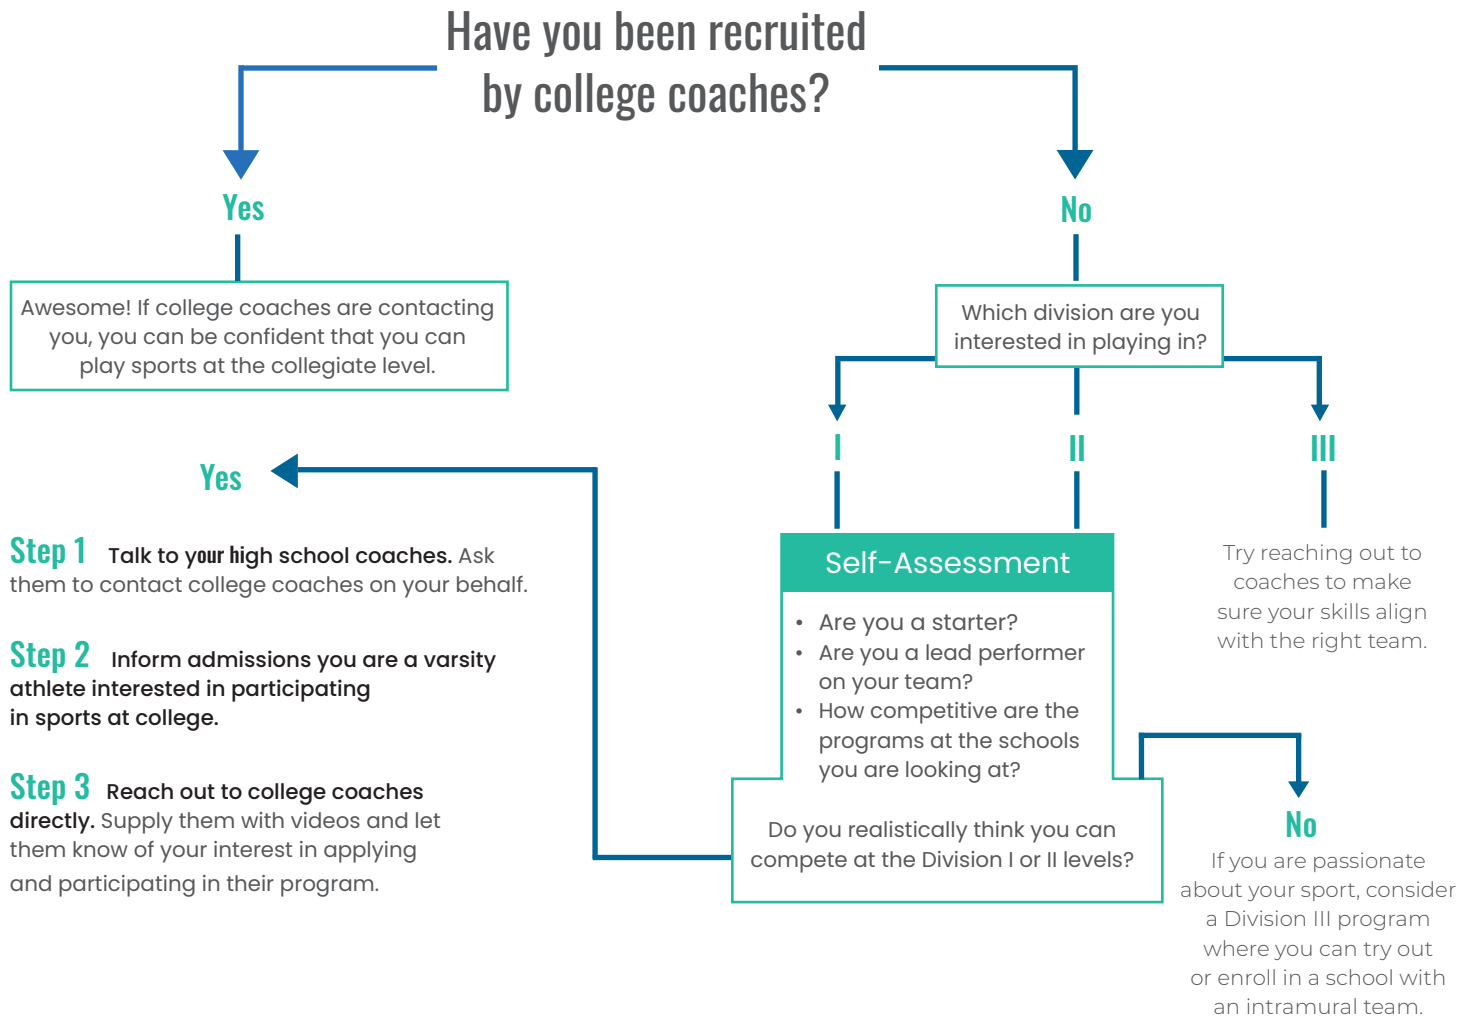 Have you been recruited
by college coaches?
Yes
No
Awesome! If college coaches are contacting
you, you can be confident that you can
play sports at the collegiate level.
Which division are you
interested in playing in?
I
II
III
Yes
Step 1 Talk to your high school coaches. Ask
them to contact college coaches on your behalf.
Step 2 Inform admissions you are a varsity
athlete interested in participating
in sports at college.
Step 3 Reach out to college coaches
directly. Supply them with videos and let
them know of your interest in applying
and participating in their program.
Self-Assessment
• Are you a starter?
• Are you a lead performer
on your team?
• How competitive are the
programs at the schools
you are looking at?
Do you realistically think you can
compete at the Division I or II levels?
Try reaching out to
coaches to make
sure your skills align
with the right team.
No
If you are passionate
about your sport, consider
a Division III program
where you can try out
or enroll in a school with
an intramural team.